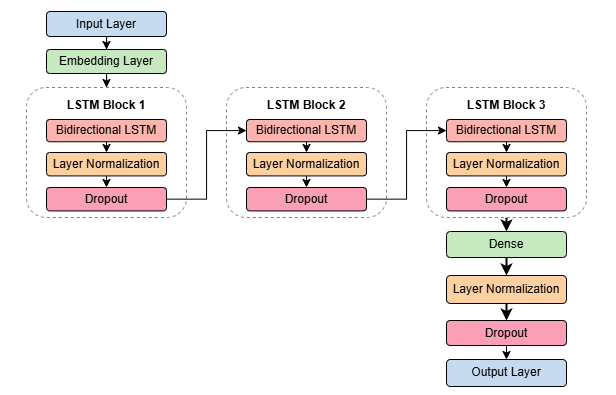 Input Layer
Embedding Layer
LSTM Block 1
Bidirectional LSTM
Layer Normalization
Dropout
LSTM Block 2
Bidirectional LSTM
Layer Normalization
Dropout
LSTM Block 3
Bidirectional LSTM
Layer Normalization
Dropout
Dense
Layer Normalization
Dropout
Output Layer